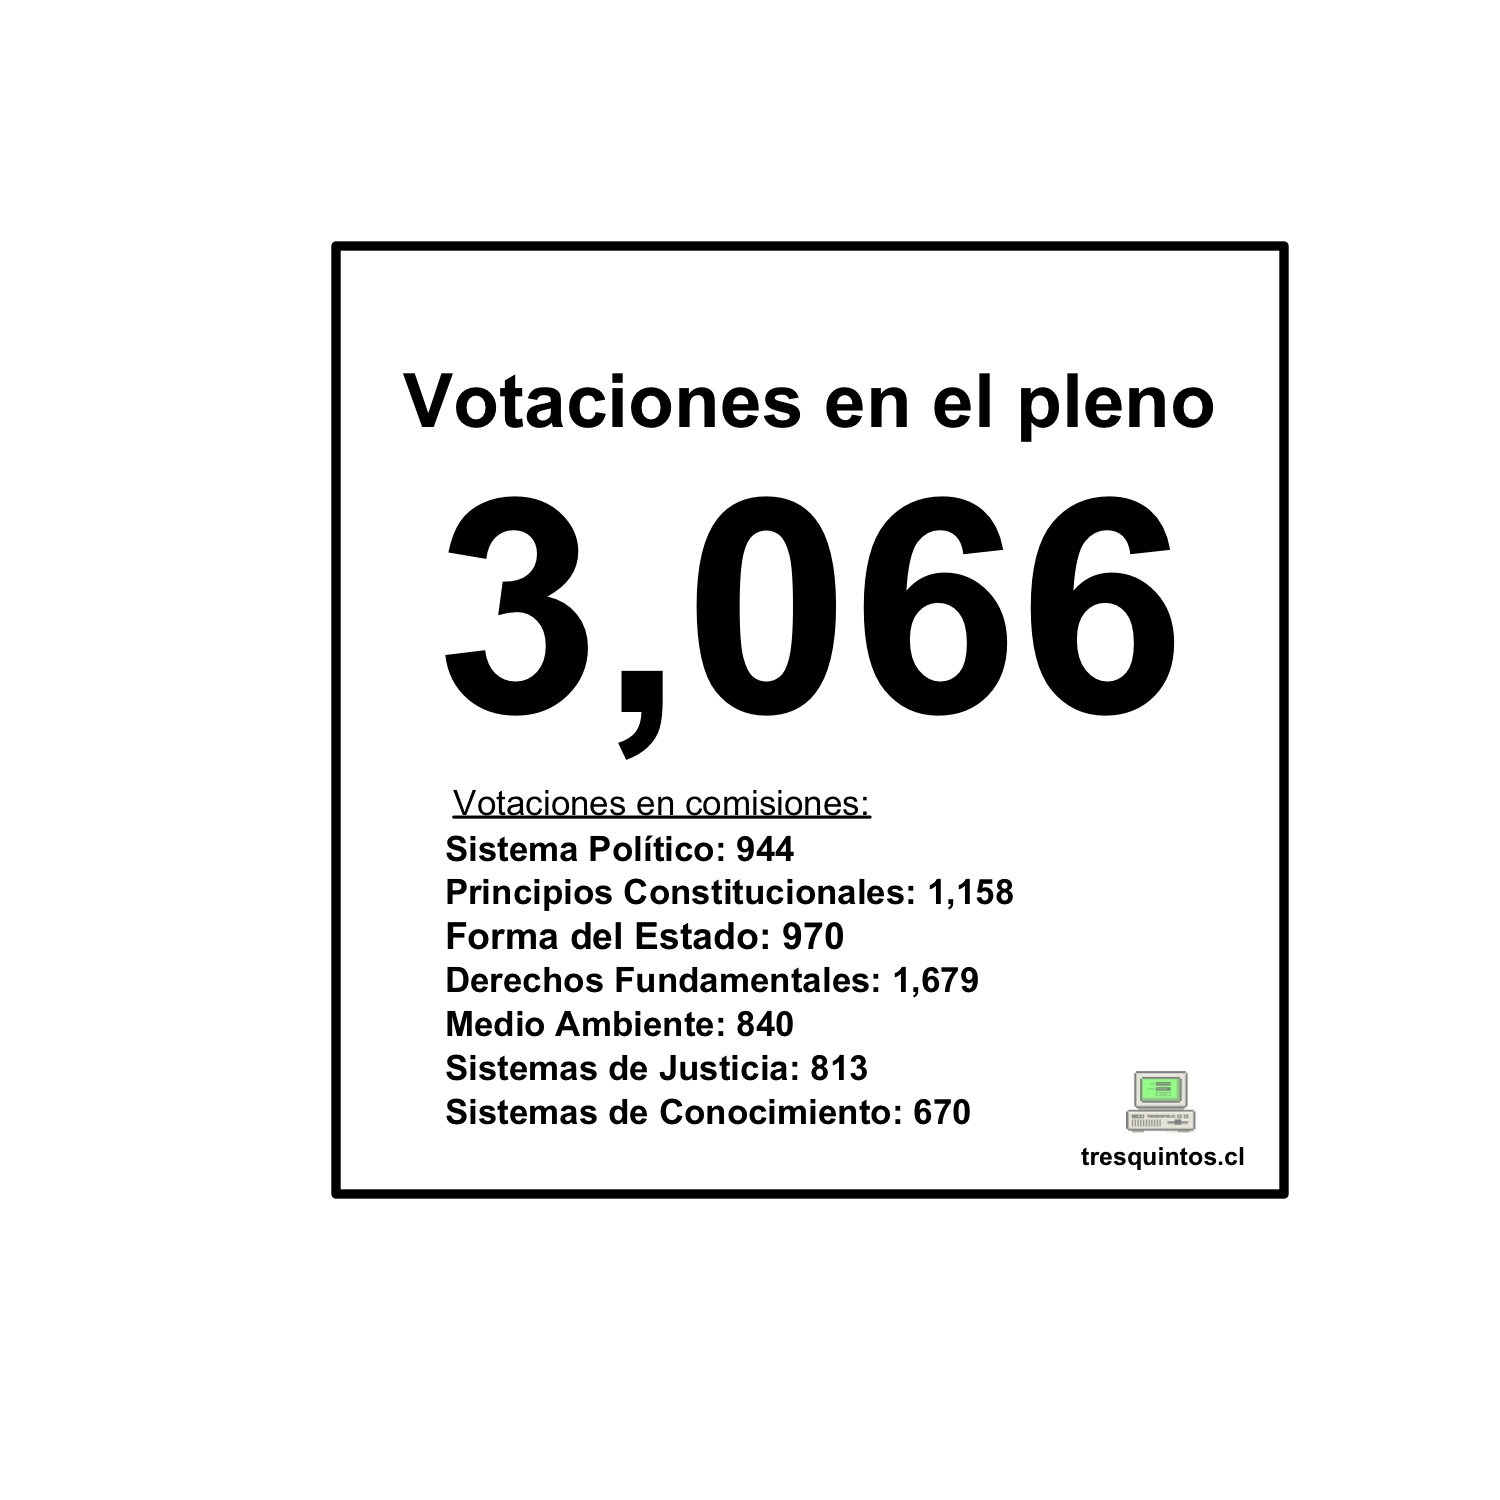 Votaciones en el pleno
3,066
Votaciones en comisiones:
Sistema Político: 944
Principios Constitucionales: 1,158
Forma del Estado: 970
Derechos Fundamentales: 1,679
Medio Ambiente: 840
Sistemas de Justicia: 813
Sistemas de Conocimiento: 670
tresquintos.cl